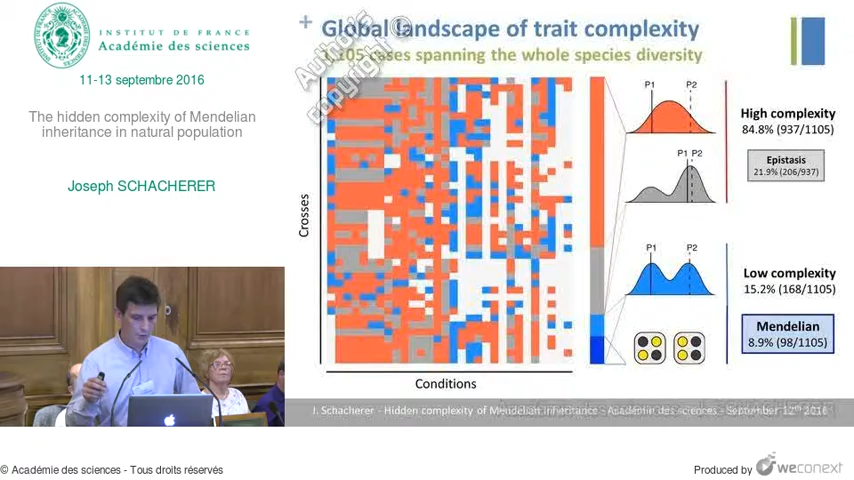 INSTITUT DE FRANCE
Académie des sciences
11-13 septembre 2016
The hidden complexity of Mendelian
inheritance in natural population
Joseph SCHACHERER
Global landscape of trait complexity
1,105 cases spanning the whole species diversity
Author's
copyright ©
Crosses
Conditions
P1
P2
High complexity
84.8% (937/1105)
P1 P2
Epistasis
21.9% (206/937)
P1
P2
Low complexity
15.2% (168/1105)
Mendelian
8.9% (98/1105)
J. Schacherer - Hidden complexity of Mendelian inheritance - Académie des sciences - September 12th 2016
© Académie des sciences - Tous droits réservés
Produced by weconext